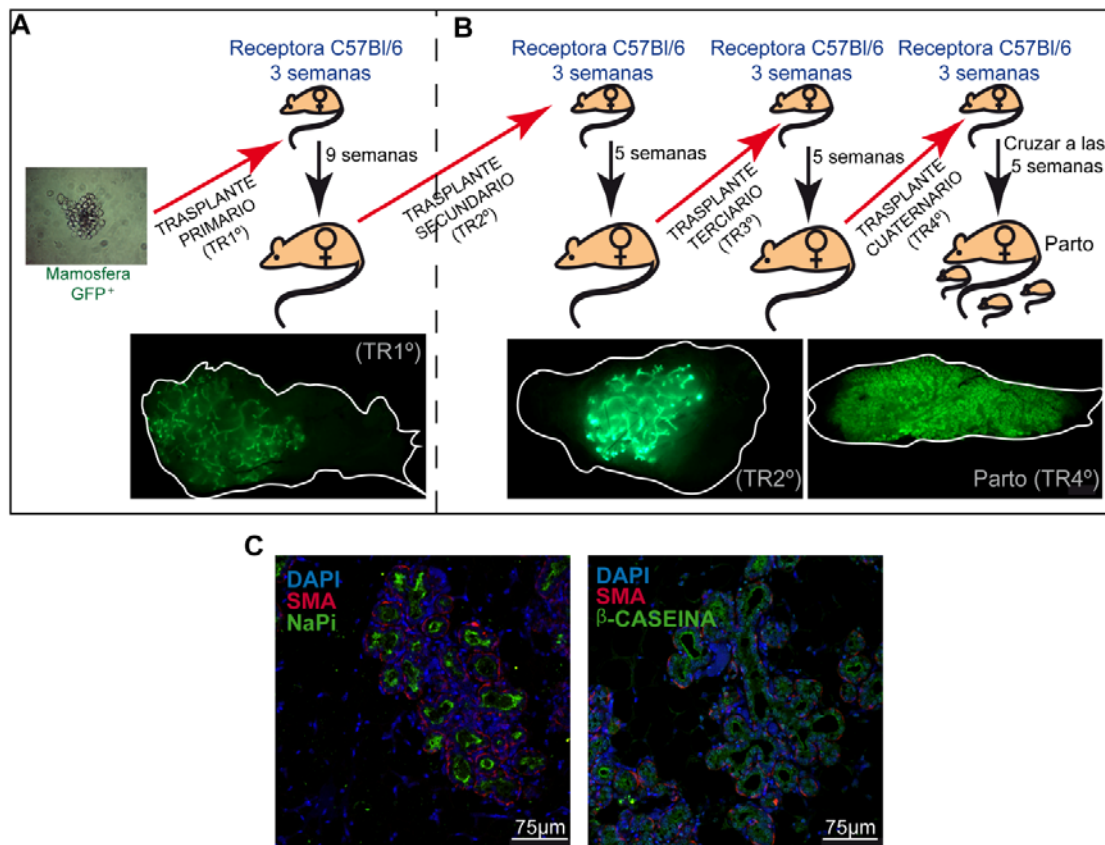 A
Receptora C57Bl/6
3 semanas
9 semanas
TRASPLANTE
PRIMARIO
(TR1º)
Mamosfera
GFP+
(TR1º)
B
Receptora C57Bl/6
3 semanas
Receptora C57Bl/6
3 semanas
Receptora C57Bl/6
3 semanas
TRASPLANTE
SECUNDARIO
(TR2º)
5 semanas
TRASPLANTE
TERCIARIO
(TR3º)
5 semanas
TRASPLANTE
CUATERNARIO
(TR4º)
Cruzar a las
5 semanas
Parto
(TR2º)
Parto (TR4º)
C
DAPI
SMA
NaPi
75µm
DAPI
SMA
β-CASEINA
75µm